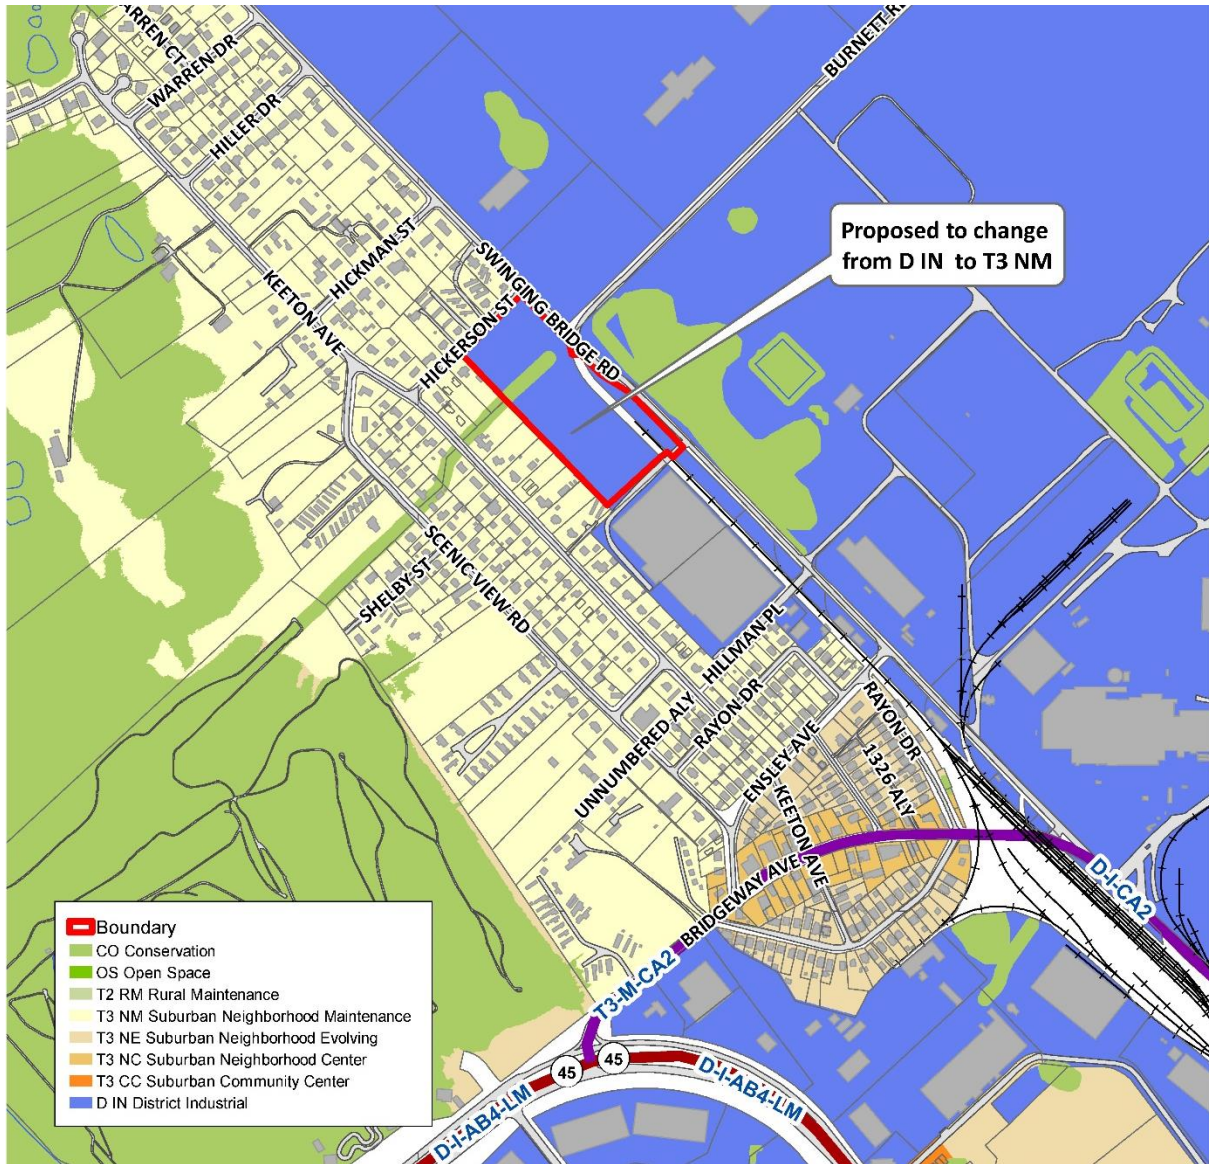 WARREN CT
WARREN DR
HILLER DR
BURNETT RD
Proposed to change
from D IN to T3 NM
HICKMAN ST
SWINGING BRIDGE RD
KEETON AVE
HICKERSON ST
SCENIC VIEW RD
SHELBY ST
HILLMAN PL
UNNUMBERED ALY
RAYON DR
ENSLEY AVE
RAYON DR
1326 ALY
KEETON AVE
BRIDGEWAY AVE
D-I-CA2
T3-M-CA2
45
45
D-I-AB4-LM
D-I-AB4-LM
Boundary
CO Conservation
OS Open Space
T2 RM Rural Maintenance
T3 NM Suburban Neighborhood Maintenance
T3 NE Suburban Neighborhood Evolving
T3 NC Suburban Neighborhood Center
T3 CC Suburban Community Center
D IN District Industrial